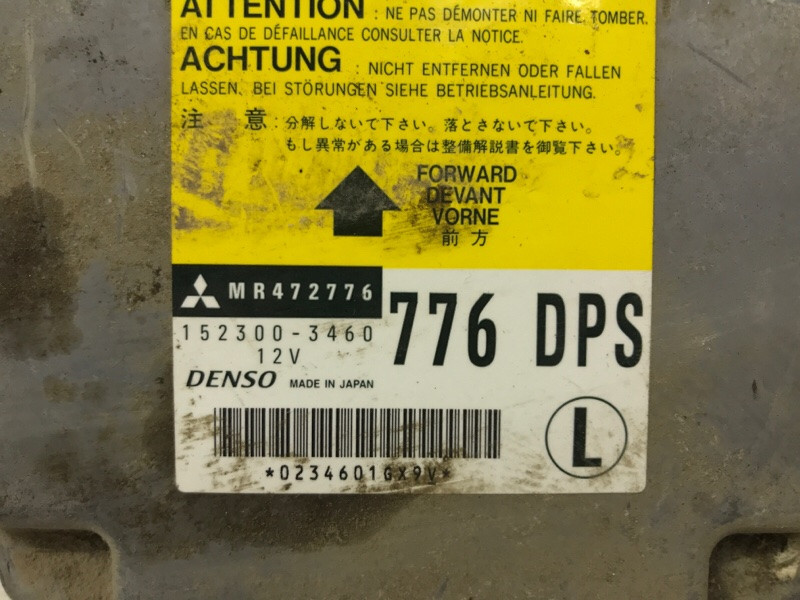 ATTENTION : NE PAS DÉMONTER NI FAIRE TOMBER.
EN CAS DE DÉFAILLANCE CONSULTER LA NOTICE.
ACHTUNG : NICHT ENTFERNEN ODER FALLEN
LASSEN. BEI STÖRUNGEN SIEHE BETRIEBSANLEITUNG.
注 意 : 分解しないで下さい。落とさないで下さい。
もし異常がある場合は整備解説書を御覧下さい。
FORWARD
DEVANT
VORNE
前 方
MR472776
776 DPS
152300-3460
12V
DENSO MADE IN JAPAN
L
*0234601GX9V*